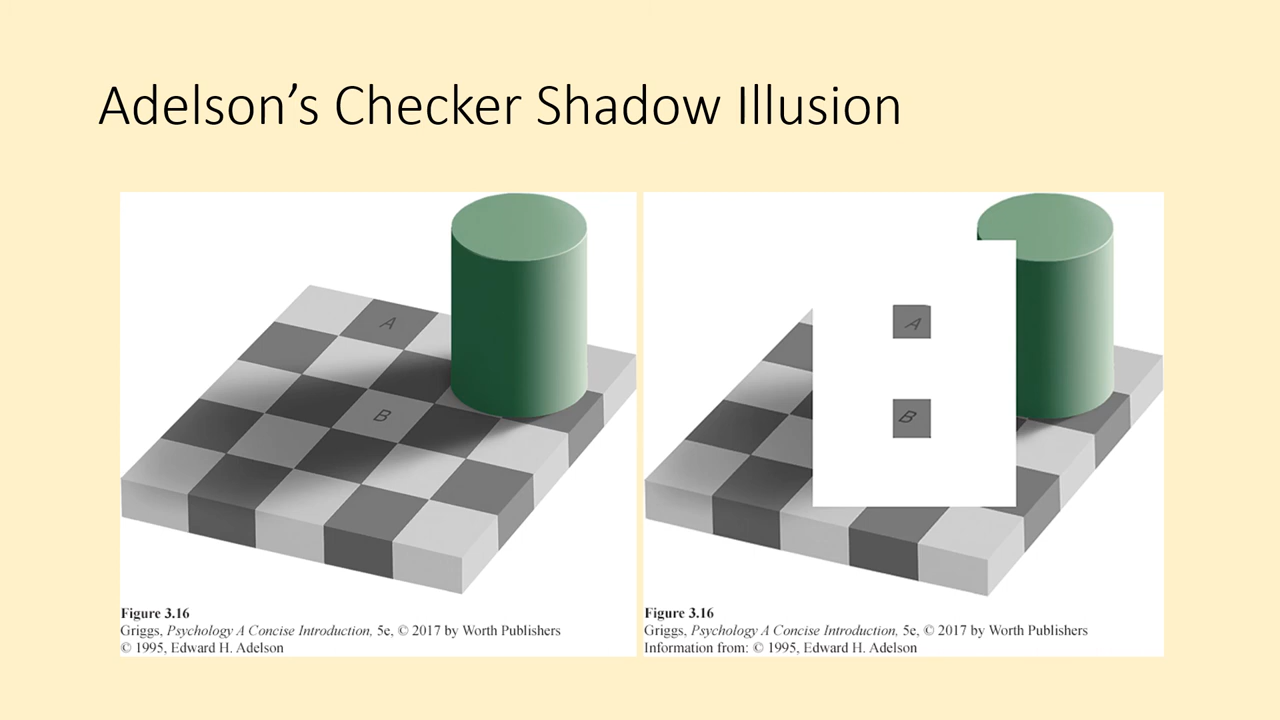 Adelson’s Checker Shadow Illusion
A
B
A
B
Figure 3.16
Griggs, Psychology A Concise Introduction, 5e, © 2017 by Worth Publishers
© 1995, Edward H. Adelson
Figure 3.16
Griggs, Psychology A Concise Introduction, 5e, © 2017 by Worth Publishers
Information from: © 1995, Edward H. Adelson